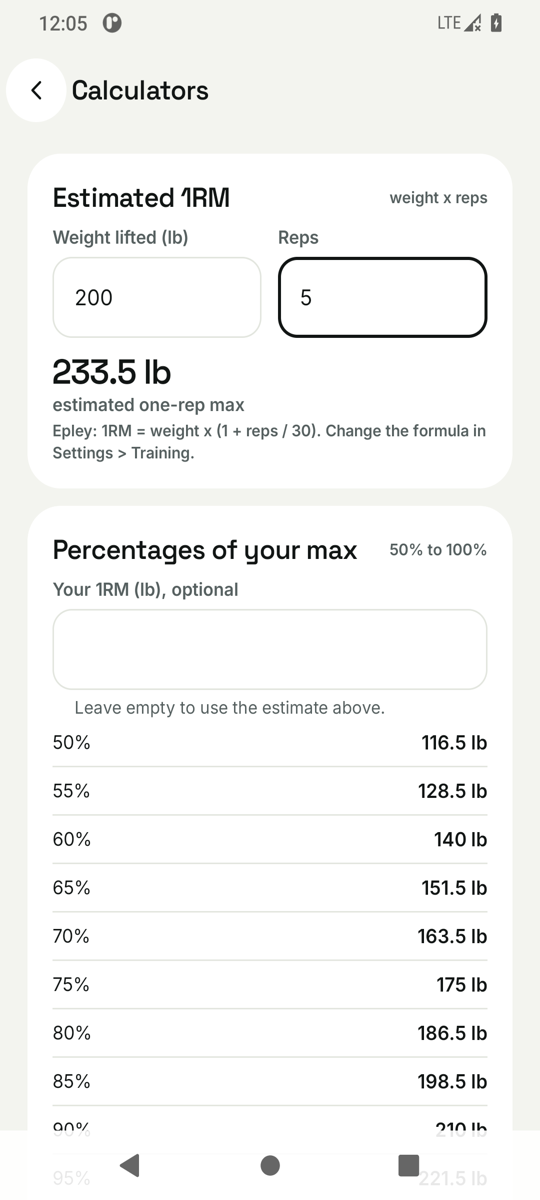 12:05
LTE
Calculators
Estimated 1RM
weight x reps
Weight lifted (lb)
Reps
200
5
233.5 lb
estimated one-rep max
Epley: 1RM = weight x (1 + reps / 30). Change the formula in
Settings > Training.
Percentages of your max
50% to 100%
Your 1RM (lb), optional
Leave empty to use the estimate above.
50% 116.5 lb
55% 128.5 lb
60% 140 lb
65% 151.5 lb
70% 163.5 lb
75% 175 lb
80% 186.5 lb
85% 198.5 lb
90% 210 lb
95% 221.5 lb